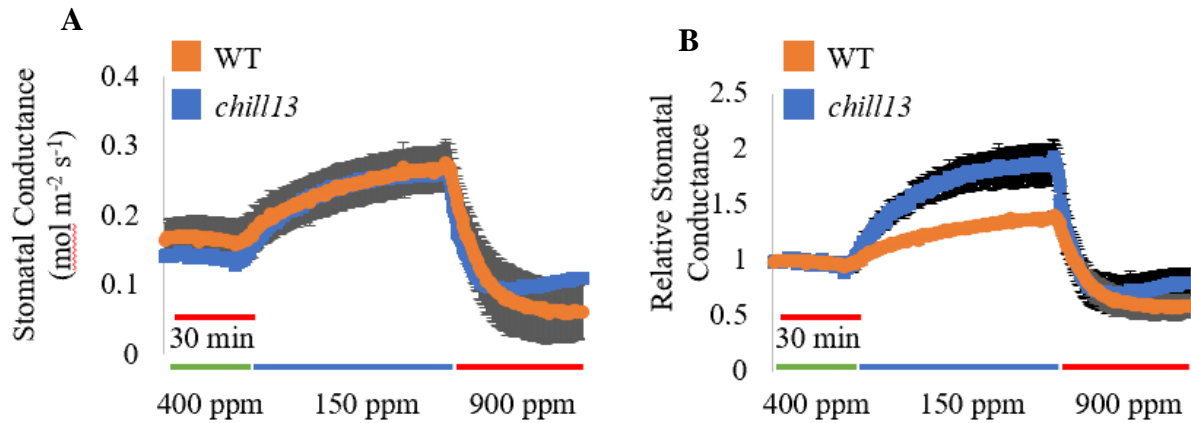 A
WT
chill13
Stomatal Conductance
(mol m-2 s-1)
0.4
0.3
0.2
0.1
0
30 min
400 ppm
150 ppm
900 ppm
B
WT
chill13
Relative Stomatal
Conductance
2.5
2
1.5
1
0.5
0
30 min
400 ppm
150 ppm
900 ppm